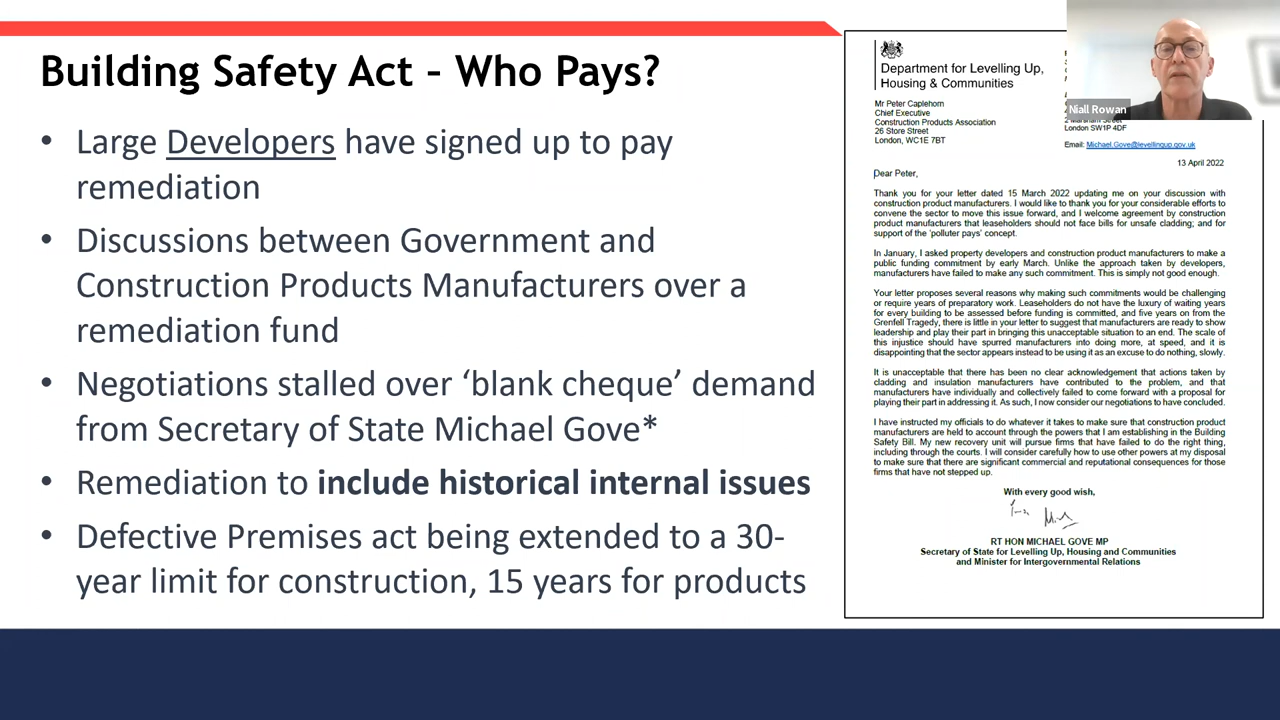 Building Safety Act - Who Pays?
• Large Developers have signed up to pay
remediation
• Discussions between Government and
Construction Products Manufacturers over a
remediation fund
• Negotiations stalled over ‘blank cheque’ demand
from Secretary of State Michael Gove*
• Remediation to include historical internal issues
• Defective Premises act being extended to a 30-
year limit for construction, 15 years for products
Department for Levelling Up,
Housing & Communities
Mr Peter Caplehorn
Chief Executive
Construction Products Association
26 Store Street
London, WC1E 7BT
Niall Rowan
London SW1P 4DF
Email: Michael.Gove@levellingup.gov.uk
13 April 2022
Dear Peter,
Thank you for your letter dated 15 March 2022 updating me on your discussion with
construction product manufacturers. I would like to thank you for your considerable efforts to
convene the sector to move this issue forward, and I welcome agreement by construction
product manufacturers that leaseholders should not face bills for unsafe cladding; and for
support of the ‘polluter pays’ concept.
In January, I asked property developers and construction product manufacturers to make a
public funding commitment by early March. Unlike the approach taken by developers,
manufacturers have failed to make any such commitment. This is simply not good enough.
Your letter proposes several reasons why making such commitments would be challenging
or require years of preparatory work. Leaseholders do not have the luxury of waiting years
for every building to be assessed before funding is committed, and five years on from the
Grenfell Tragedy, there is little in your letter to suggest that manufacturers are ready to show
leadership and play their part in bringing this unacceptable situation to an end. The scale of
this injustice should have spurred manufacturers into doing more, at speed, and it is
disappointing that the sector appears instead to be using it as an excuse to do nothing, slowly.
It is unacceptable that there has been no clear acknowledgement that actions taken by
cladding and insulation manufacturers have contributed to the problem, and that
manufacturers have individually and collectively failed to come forward with a proposal for
playing their part in addressing it. As such, I now consider our negotiations to have concluded.
I have instructed my officials to do whatever it takes to make sure that construction product
manufacturers are held to account through the powers that I am establishing in the Building
Safety Bill. My new recovery unit will pursue firms that have failed to do the right thing,
including through the courts. I will consider carefully how to use other powers at my disposal
to make sure that there are significant commercial and reputational consequences for those
firms that have not stepped up.
With every good wish,
RT HON MICHAEL GOVE MP
Secretary of State for Levelling Up, Housing and Communities
and Minister for Intergovernmental Relations